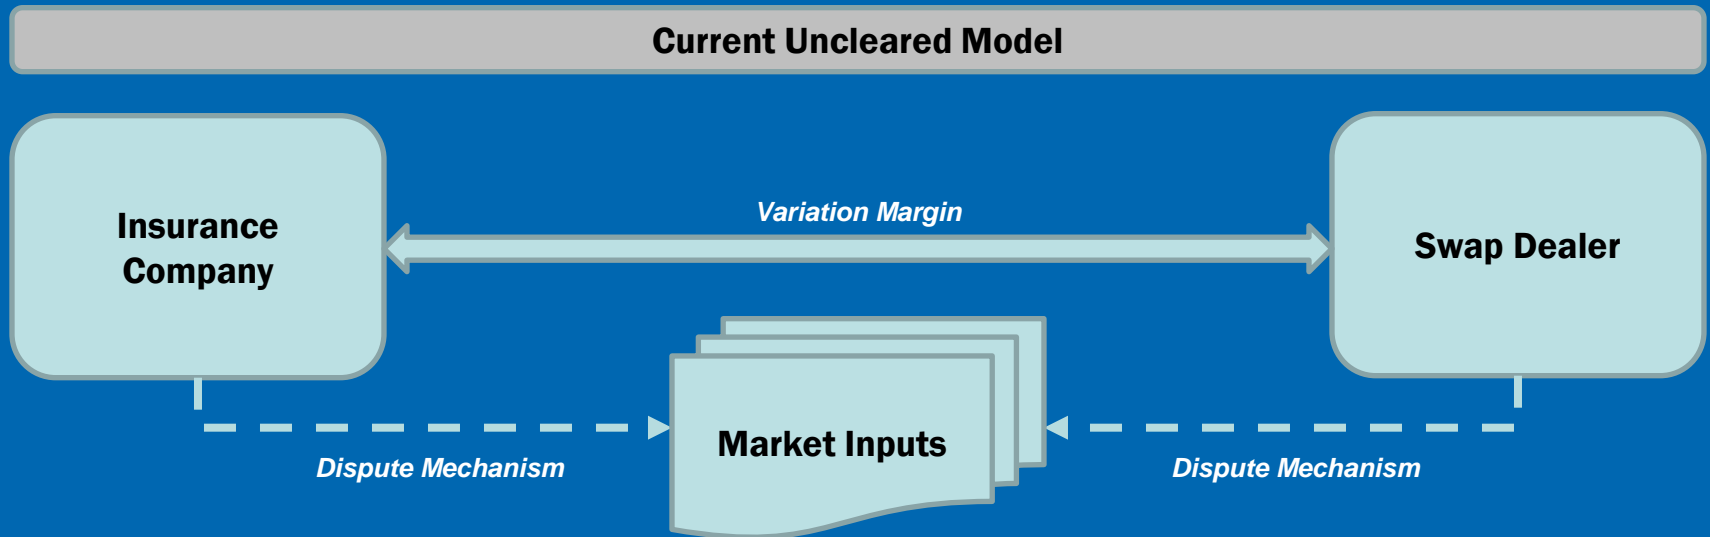 Current Uncleared Model
Insurance
Company
Variation Margin
Swap Dealer
Market Inputs
Dispute Mechanism
Dispute Mechanism